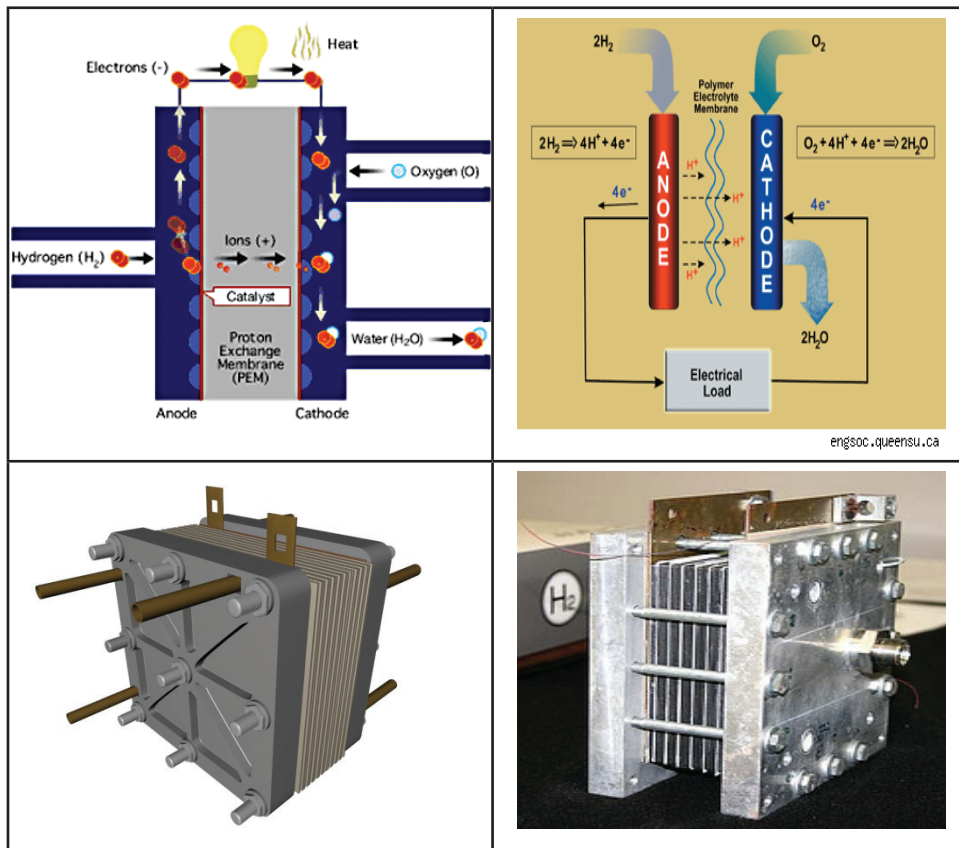 Heat
Electrons (-)
Oxygen (O)
Ions (+)
Hydrogen (H₂)
Catalyst
Proton
Exchange
Membrane
(PEM)
Water (H₂O)
Anode
Cathode
2H₂
O₂
Polymer
Electrolyte
Membrane
2H₂⇒4H⁺+4e⁻
ANODE
H⁺
H⁺
H⁺
H⁺
CATHODE
O₂+4H⁺+4e⁻⇒2H₂O
4e⁻
4e⁻
2H₂O
Electrical
Load
engsoc.queensu.ca
H₂